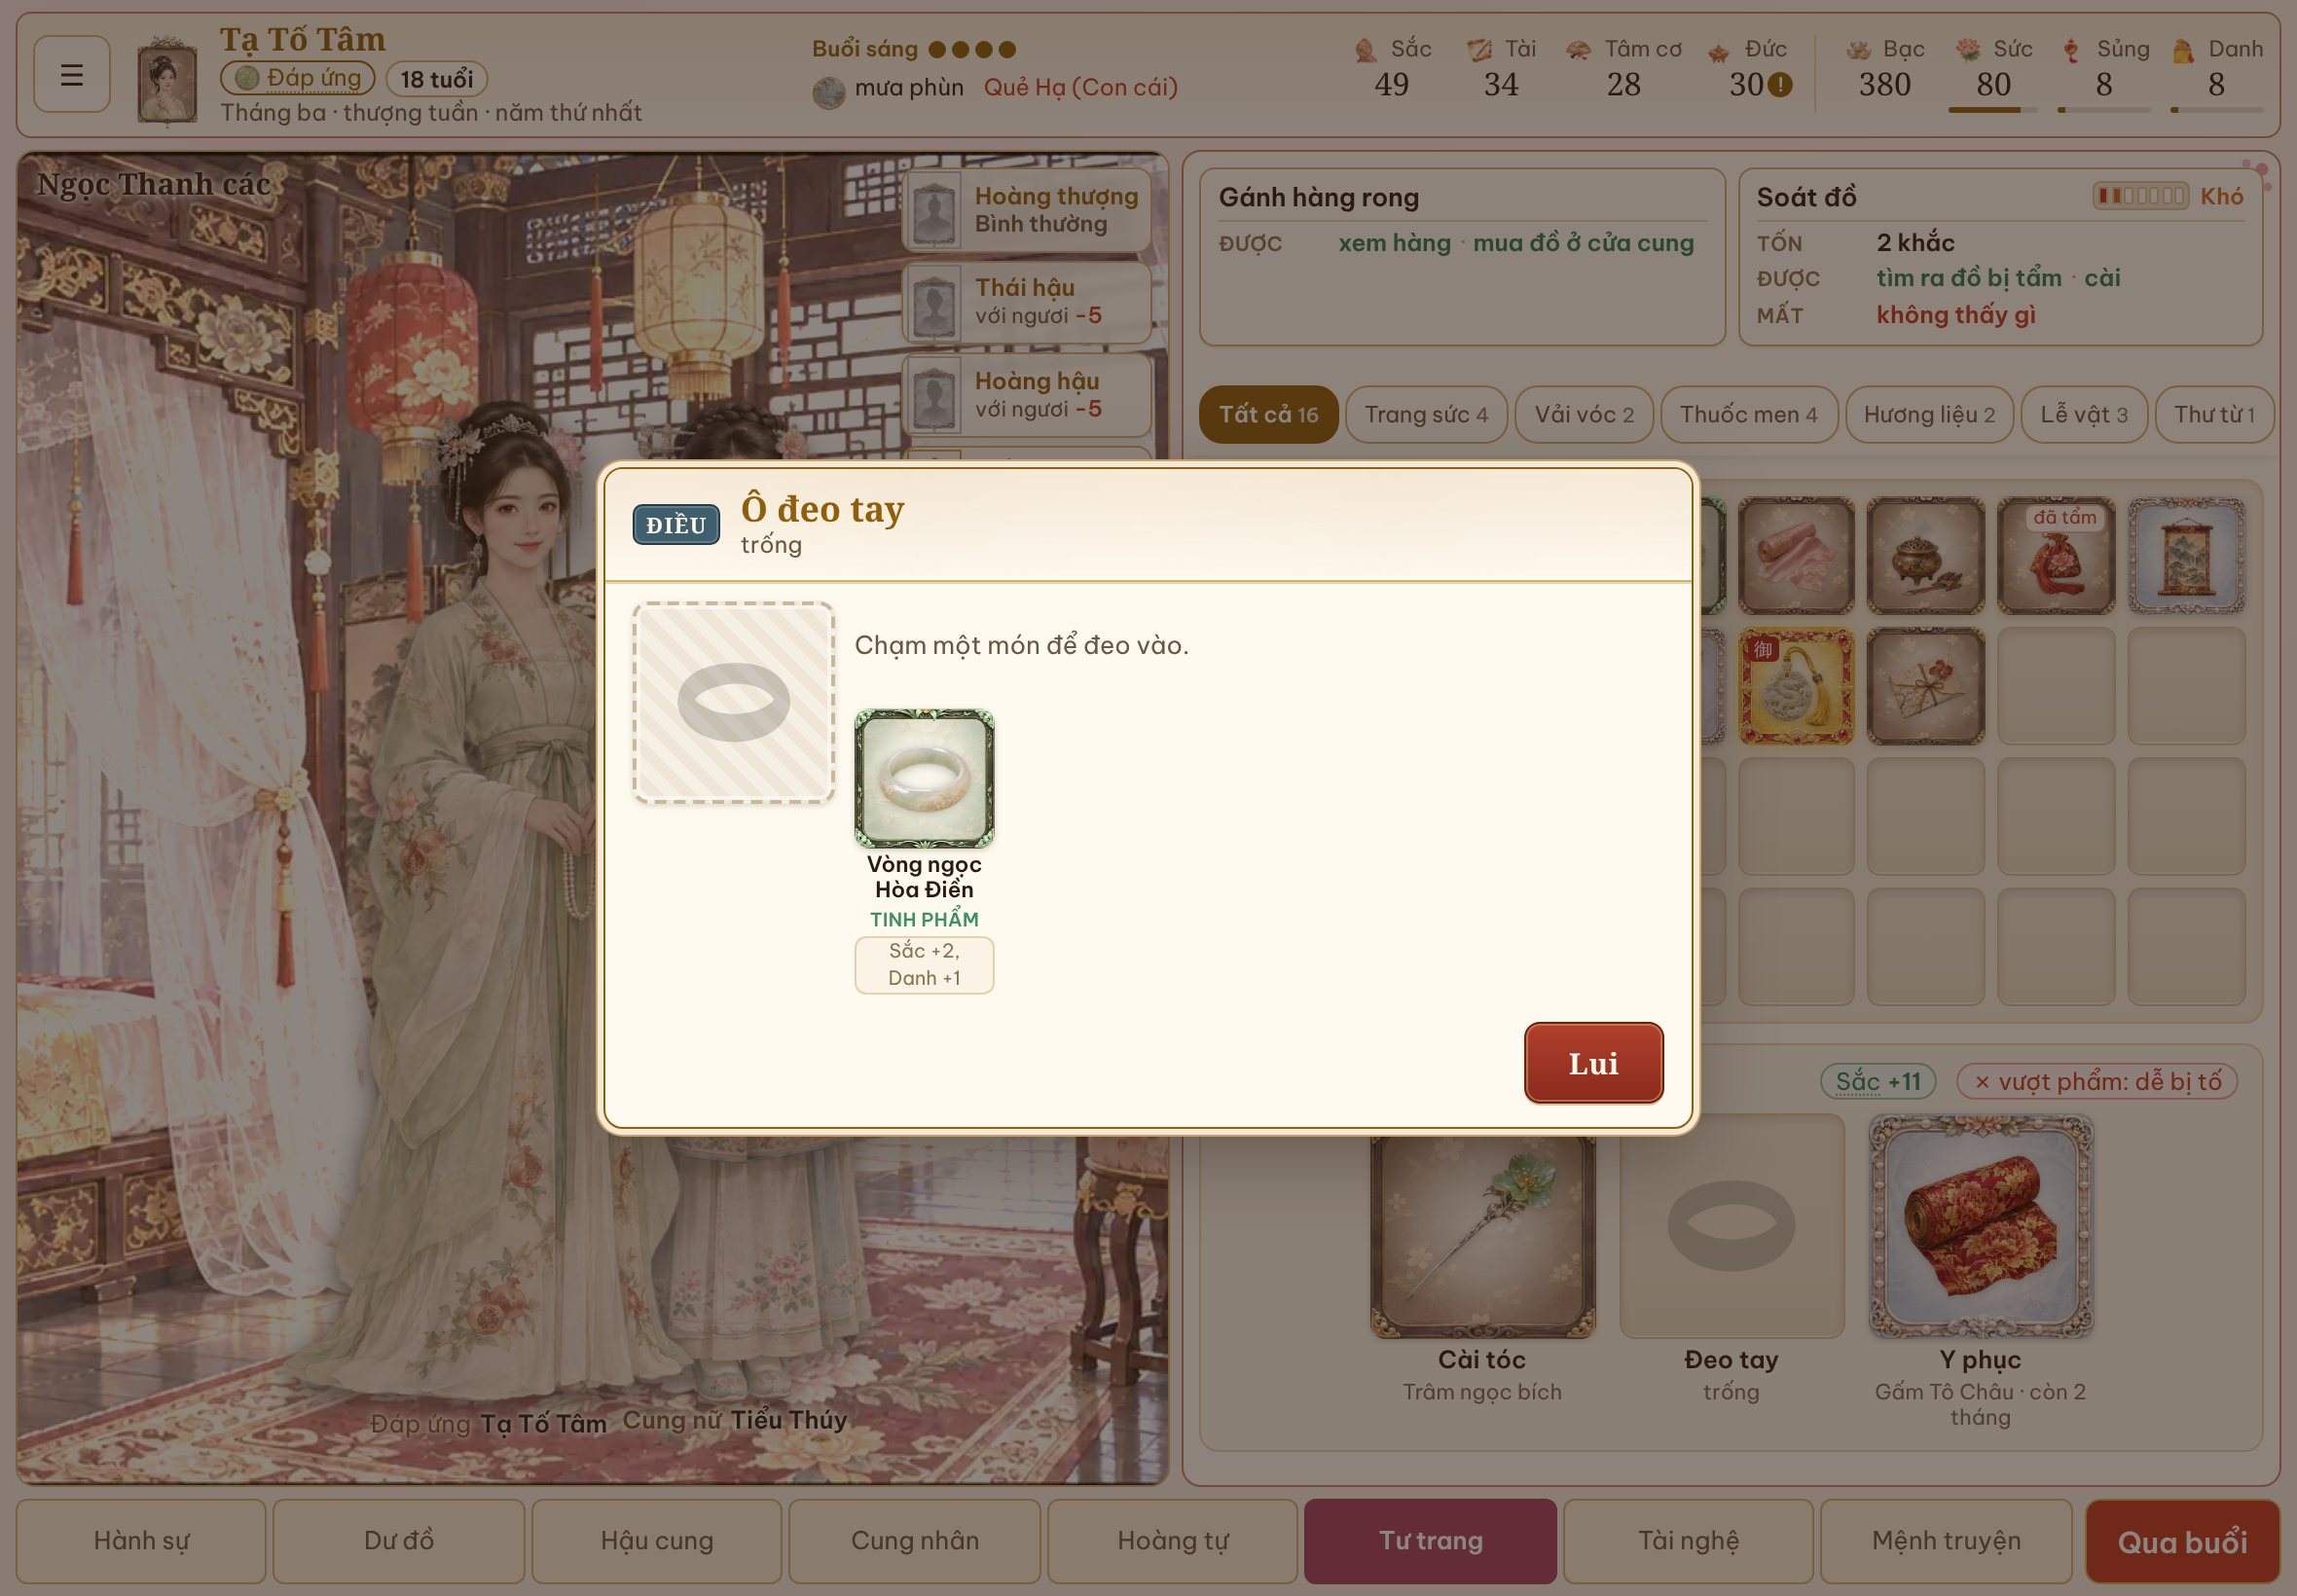 Tạ Tố Tâm
Đáp ứng
18 tuổi
Tháng ba · thượng tuần · năm thứ nhất
Buổi sáng
mưa phùn Quẻ Hạ (Con cái)
Sắc Tài Tâm cơ Đức Bạc Sức Sủng Danh
49 34 28 30 ! 380 80 8 8
Ngọc Thanh các
Hoàng thượng
Bình thường
Thái hậu
với ngươi -5
Hoàng hậu
với ngươi -5
Gánh hàng rong
ĐƯỢC xem hàng · mua đồ ở cửa cung
Soát đồ Khó
TỐN 2 khắc
ĐƯỢC tìm ra đồ bị tẩm · cài
MẤT không thấy gì
Tất cả 16
Trang sức 4
Vải vóc 2
Thuốc men 4
Hương liệu 2
Lễ vật 3
Thư từ 1
đã tẩm
御
ĐIỀU
Ô đeo tay
trống
Chạm một món để đeo vào.
Vòng ngọc
Hòa Điền
TINH PHẨM
Sắc +2,
Danh +1
Lui
Sắc +11
× vượt phẩm: dễ bị tố
Cài tóc
Trâm ngọc bích
Đeo tay
trống
Y phục
Gấm Tô Châu · còn 2
tháng
Đáp ứng Tạ Tố Tâm
Cung nữ Tiểu Thúy
Hành sự
Dư đồ
Hậu cung
Cung nhân
Hoàng tự
Tư trang
Tài nghệ
Mệnh truyện
Qua buổi